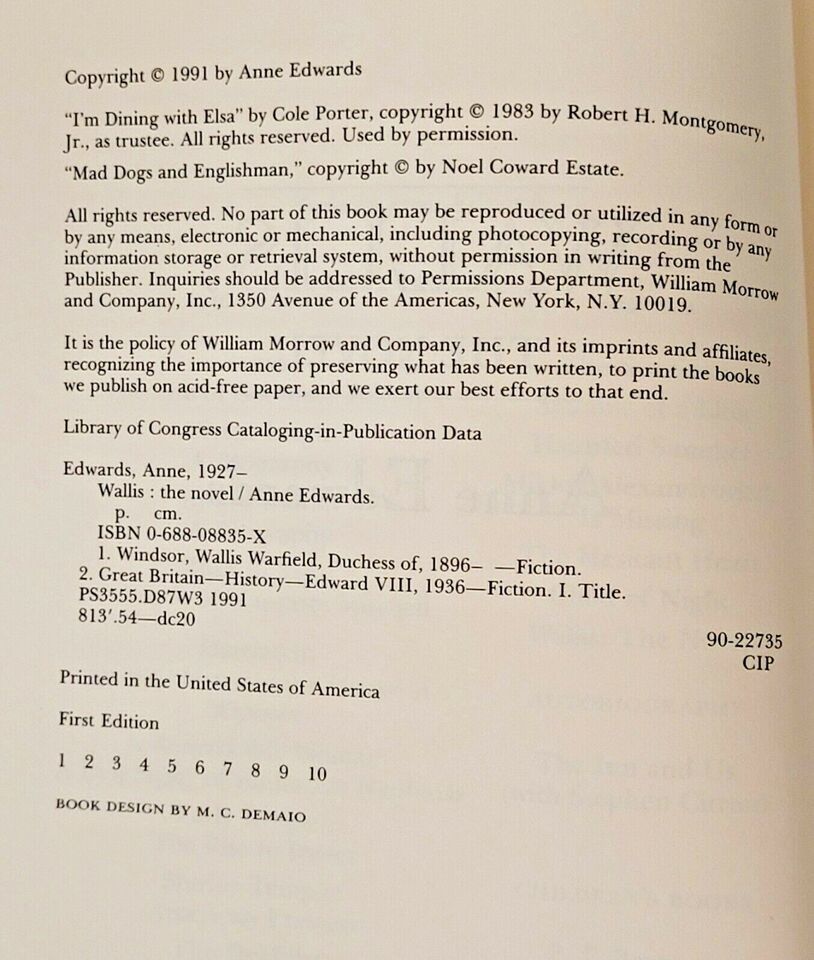 Copyright © 1991 by Anne Edwards
“I'm Dining with Elsa” by Cole Porter, copyright © 1983 by Robert H. Montgomery,
Jr., as trustee. All rights reserved. Used by permission.
“Mad Dogs and Englishman,” copyright © by Noel Coward Estate.
All rights reserved. No part of this book may be reproduced or utilized in any form or
by any means, electronic or mechanical, including photocopying, recording or by any
information storage or retrieval system, without permission in writing from the
Publisher. Inquiries should be addressed to Permissions Department, William Morrow
and Company, Inc., 1350 Avenue of the Americas, New York, N.Y. 10019.
It is the policy of William Morrow and Company, Inc., and its imprints and affiliates,
recognizing the importance of preserving what has been written, to print the books
we publish on acid-free paper, and we exert our best efforts to that end.
Library of Congress Cataloging-in-Publication Data
Edwards, Anne, 1927–
Wallis : the novel / Anne Edwards.
p. cm.
ISBN 0-688-08835-X
1. Windsor, Wallis Warfield, Duchess of, 1896– —Fiction.
2. Great Britain—History—Edward VIII, 1936—Fiction. I. Title.
PS3555.D87W3 1991
813'.54—dc20
90-22735
CIP
Printed in the United States of America
First Edition
1 2 3 4 5 6 7 8 9 10
BOOK DESIGN BY M. C. DEMAIO